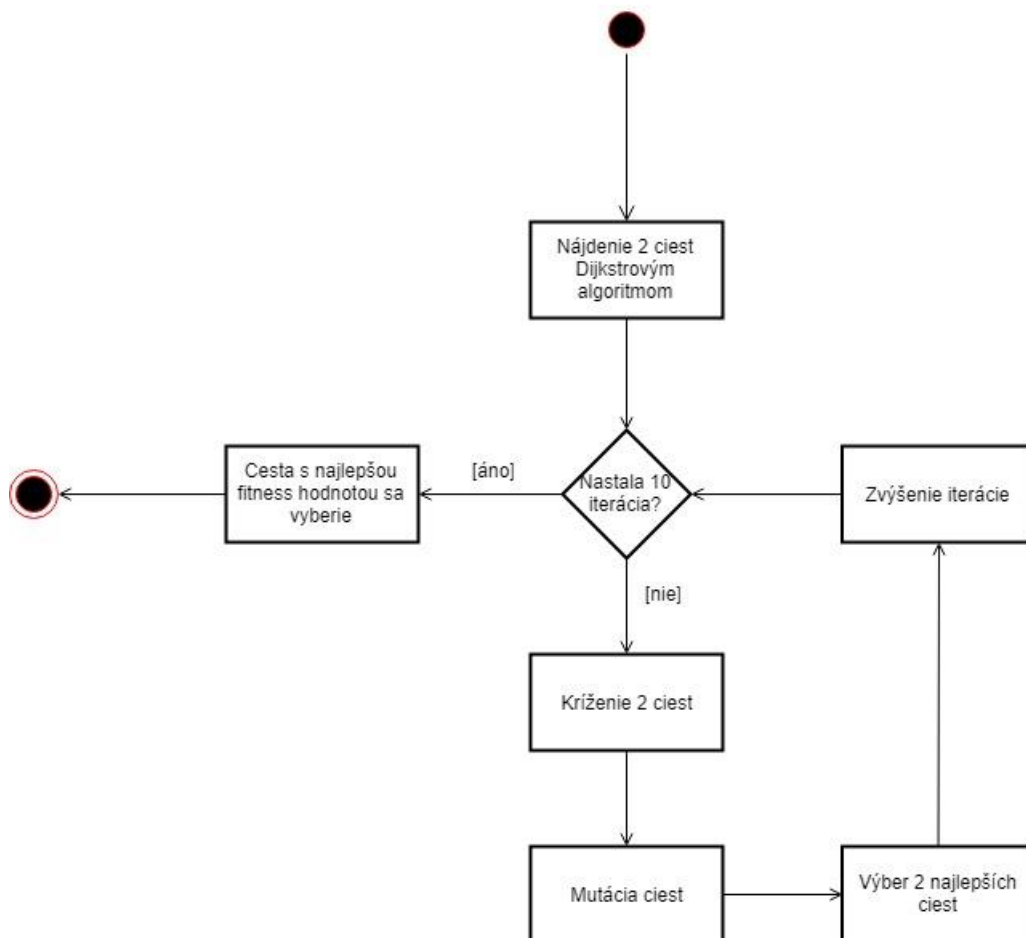 Nájdenie 2 ciest
Dijkstrovým
algoritmom
Cesta s najlepšou
fitness hodnotou sa
vyberie
[áno]
Nastala 10
iterácia?
Zvýšenie iterácie
[nie]
Kríženie 2 ciest
Mutácia ciest
Výber 2 najlepších
ciest